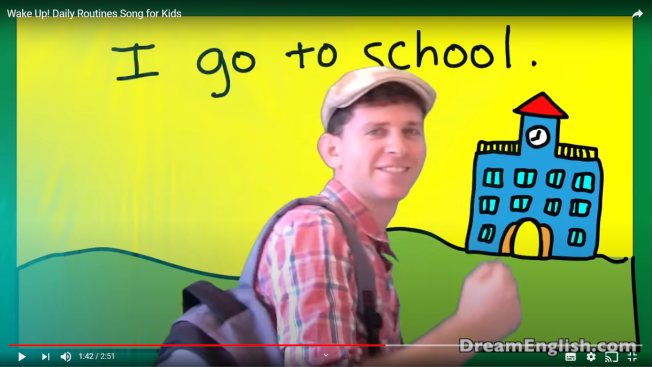 Wake Up! Daily Routines Song for Kids
I go to school.
DreamEnglish.com
1:42 / 2:51